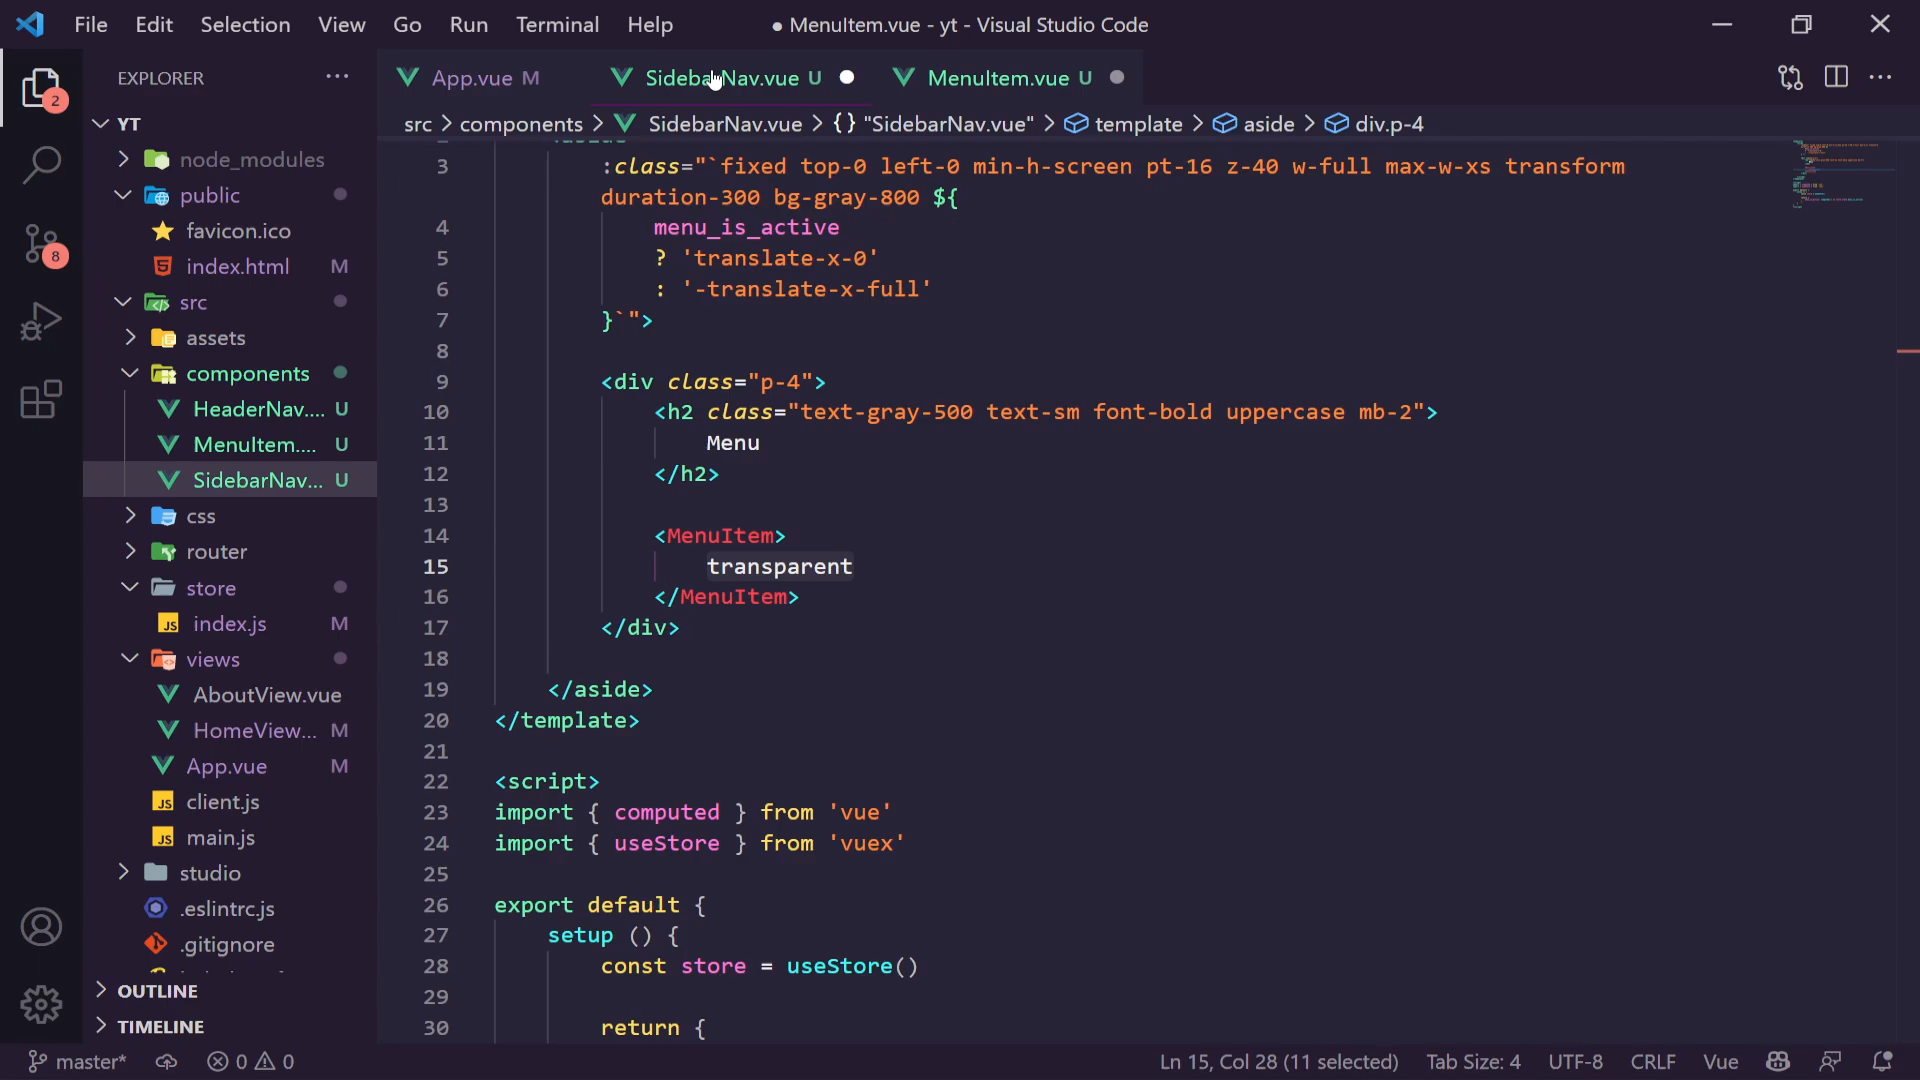 File Edit Selection View Go Run Terminal Help ● MenuItem.vue - yt - Visual Studio Code
EXPLORER
App.vue M SidebarNav.vue U MenuItem.vue U
src > components > SidebarNav.vue > {} "SidebarNav.vue" > template > aside > div.p-4
2
YT
node_modules
public
favicon.ico
index.html M
src
assets
components
HeaderNav.... U
MenuItem.... U
SidebarNav... U
css
router
store
index.js M
views
AboutView.vue
HomeView... M
App.vue M
client.js
main.js
studio
.eslintrc.js
.gitignore
8
OUTLINE
TIMELINE
3 :class="`fixed top-0 left-0 min-h-screen pt-16 z-40 w-full max-w-xs transform
duration-300 bg-gray-800 ${
4 menu_is_active
5 ? 'translate-x-0'
6 : '-translate-x-full'
7 }`">
8
9 <div class="p-4">
10 <h2 class="text-gray-500 text-sm font-bold uppercase mb-2">
11 Menu
12 </h2>
13
14 <MenuItem>
15 transparent
16 </MenuItem>
17 </div>
18
19 </aside>
20 </template>
21
22 <script>
23 import { computed } from 'vue'
24 import { useStore } from 'vuex'
25
26 export default {
27 setup () {
28 const store = useStore()
29
30 return {
master* 0 0 Ln 15, Col 28 (11 selected) Tab Size: 4 UTF-8 CRLF Vue